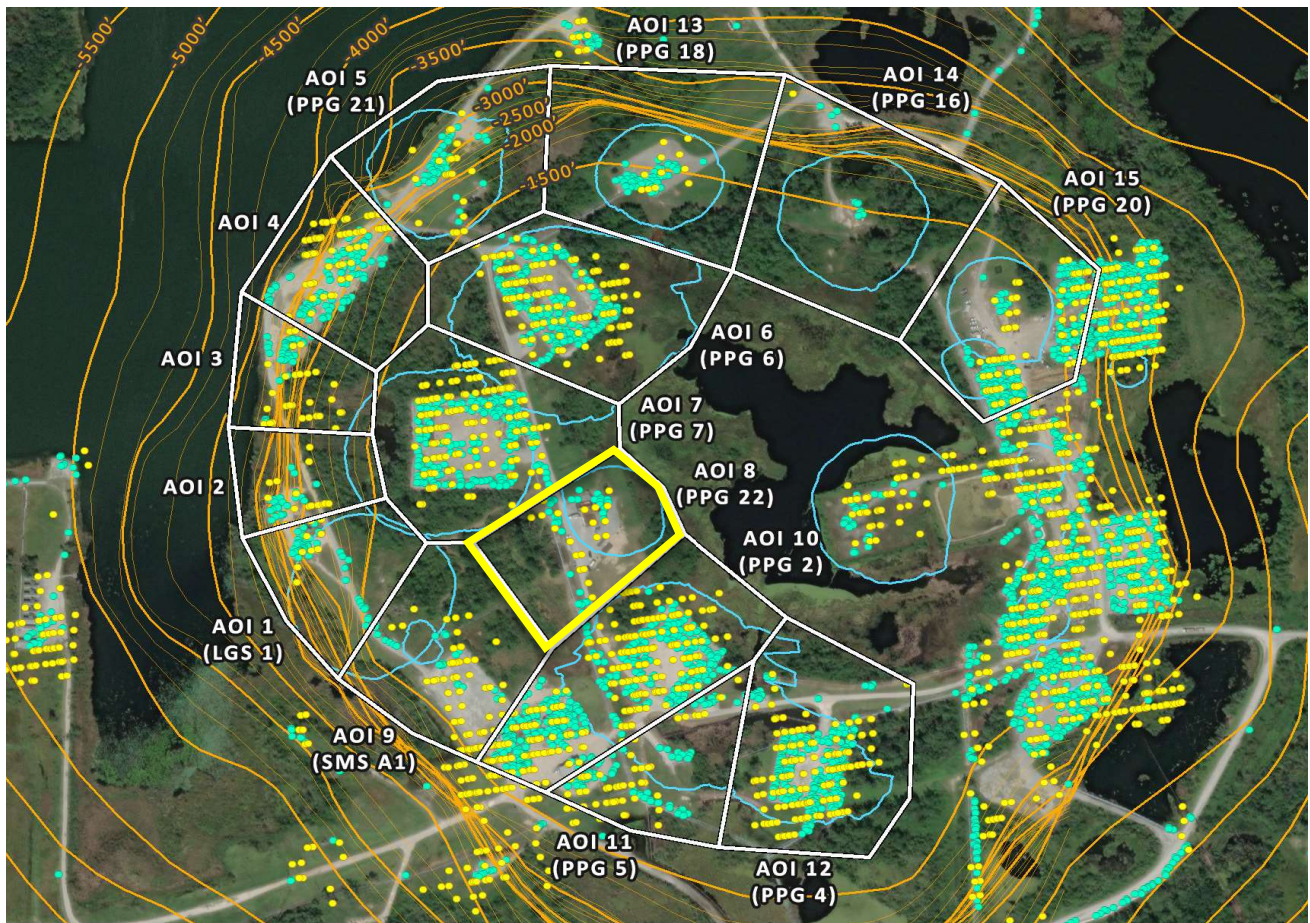 -5500'
-5000'
-4500'
-4000'
-3500'
-3000'
-2500'
-2000'
-1500'
AOI 13
(PPG 18)
AOI 5
(PPG 21)
AOI 14
(PPG 16)
AOI 15
(PPG 20)
AOI 4
AOI 3
AOI 6
(PPG 6)
AOI 7
(PPG 7)
AOI 2
AOI 8
(PPG 22)
AOI 10
(PPG 2)
AOI 1
(LGS 1)
AOI 9
(SMS A1)
AOI 11
(PPG 5)
AOI 12
(PPG 4)